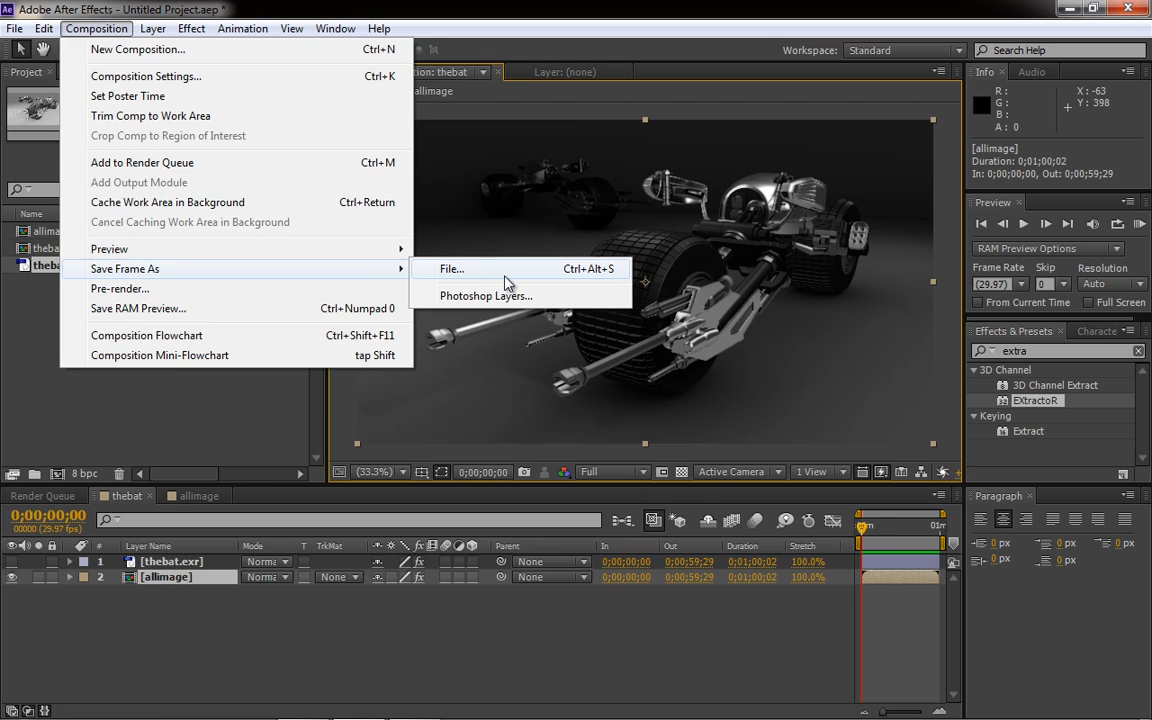 Ae Adobe After Effects - Untitled Project.aep *
File Edit Composition Layer Effect Animation View Window Help
Workspace: Standard Search Help
New Composition... Ctrl+N
Composition Settings... Ctrl+K
Set Poster Time
Trim Comp to Work Area
Crop Comp to Region of Interest
Add to Render Queue Ctrl+M
Add Output Module
Cache Work Area in Background Ctrl+Return
Cancel Caching Work Area in Background
Preview
Save Frame As
Pre-render...
Save RAM Preview... Ctrl+Numpad 0
Composition Flowchart Ctrl+Shift+F11
Composition Mini-Flowchart tap Shift
File... Ctrl+Alt+S
Photoshop Layers...
Project
Name
allima
theba
theba
8 bpc
tion: thebat Layer: (none)
allimage
(33.3%) 0;00;00;00 Full Active Camera 1 View
Info Audio
R : X : -63
G : Y : 398
B :
A : 0
[allimage]
Duration: 0;01;00;02
In: 0;00;00;00, Out: 0;00;59;29
Preview
RAM Preview Options
Frame Rate Skip Resolution
(29.97) 0 Auto
From Current Time Full Screen
Effects & Presets Characte
extra
3D Channel
3D Channel Extract
EXtractoR
Keying
Extract
Render Queue thebat allimage
0;00;00;00
00000 (29.97 fps)
# Layer Name Mode T TrkMat Parent In Out Duration Stretch
1 [thebat.exr] Norma None 0;00;00;00 0;00;59;29 0;01;00;02 100.0%
2 [allimage] Norma None None 0;00;00;00 0;00;59;29 0;01;00;02 100.0%
01m
Paragraph
0 px 0 px 0 px
0 px 0 px